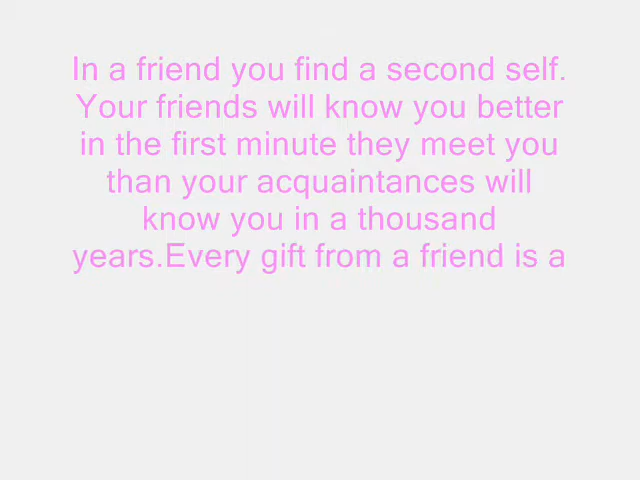 In a friend you find a second self.
Your friends will know you better
in the first minute they meet you
than your acquaintances will
know you in a thousand
years.Every gift from a friend is a